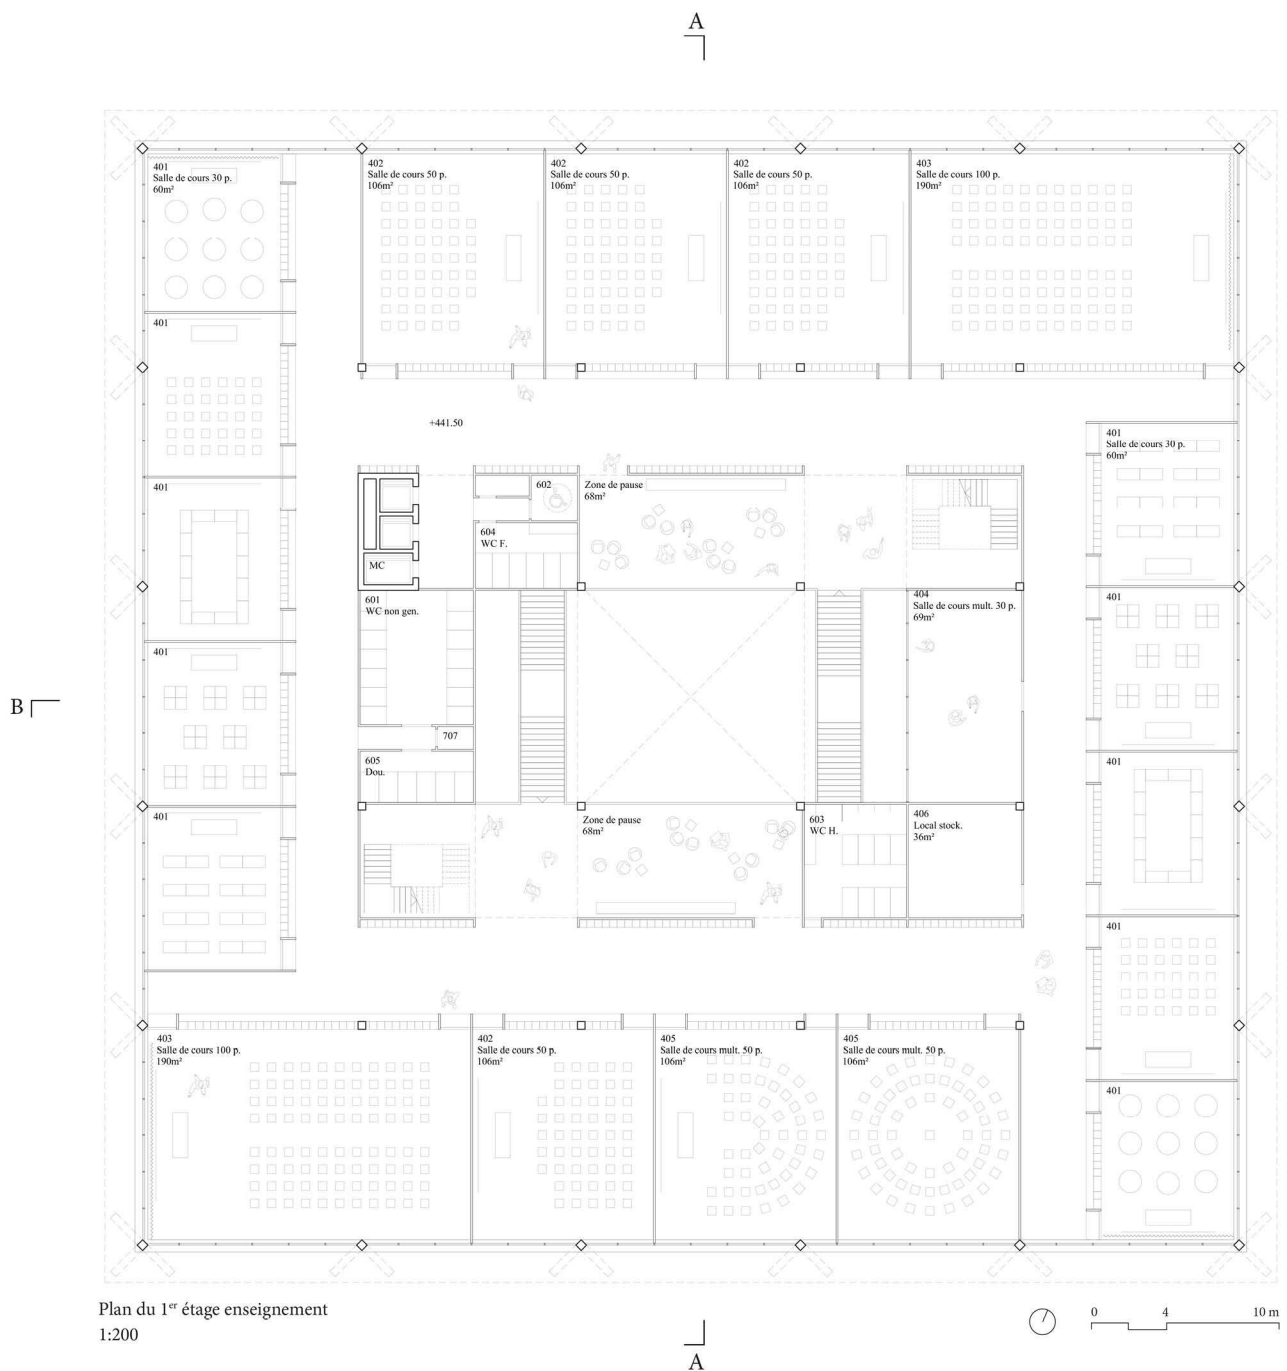 A
401
Salle de cours 30 p.
60m²
402
Salle de cours 50 p.
106m²
402
Salle de cours 50 p.
106m²
402
Salle de cours 50 p.
106m²
403
Salle de cours 100 p.
190m²
401
+441.50
401
Salle de cours 30 p.
60m²
401
602
Zone de pause
68m²
604
WC F.
MC
601
WC non gen.
404
Salle de cours mult. 30 p.
69m²
401
401
B
707
605
Dou.
401
401
Zone de pause
68m²
603
WC H.
406
Local stock.
36m²
401
403
Salle de cours 100 p.
190m²
402
Salle de cours 50 p.
106m²
405
Salle de cours mult. 50 p.
106m²
405
Salle de cours mult. 50 p.
106m²
401
Plan du 1er étage enseignement
1:200
0 4 10 m
A